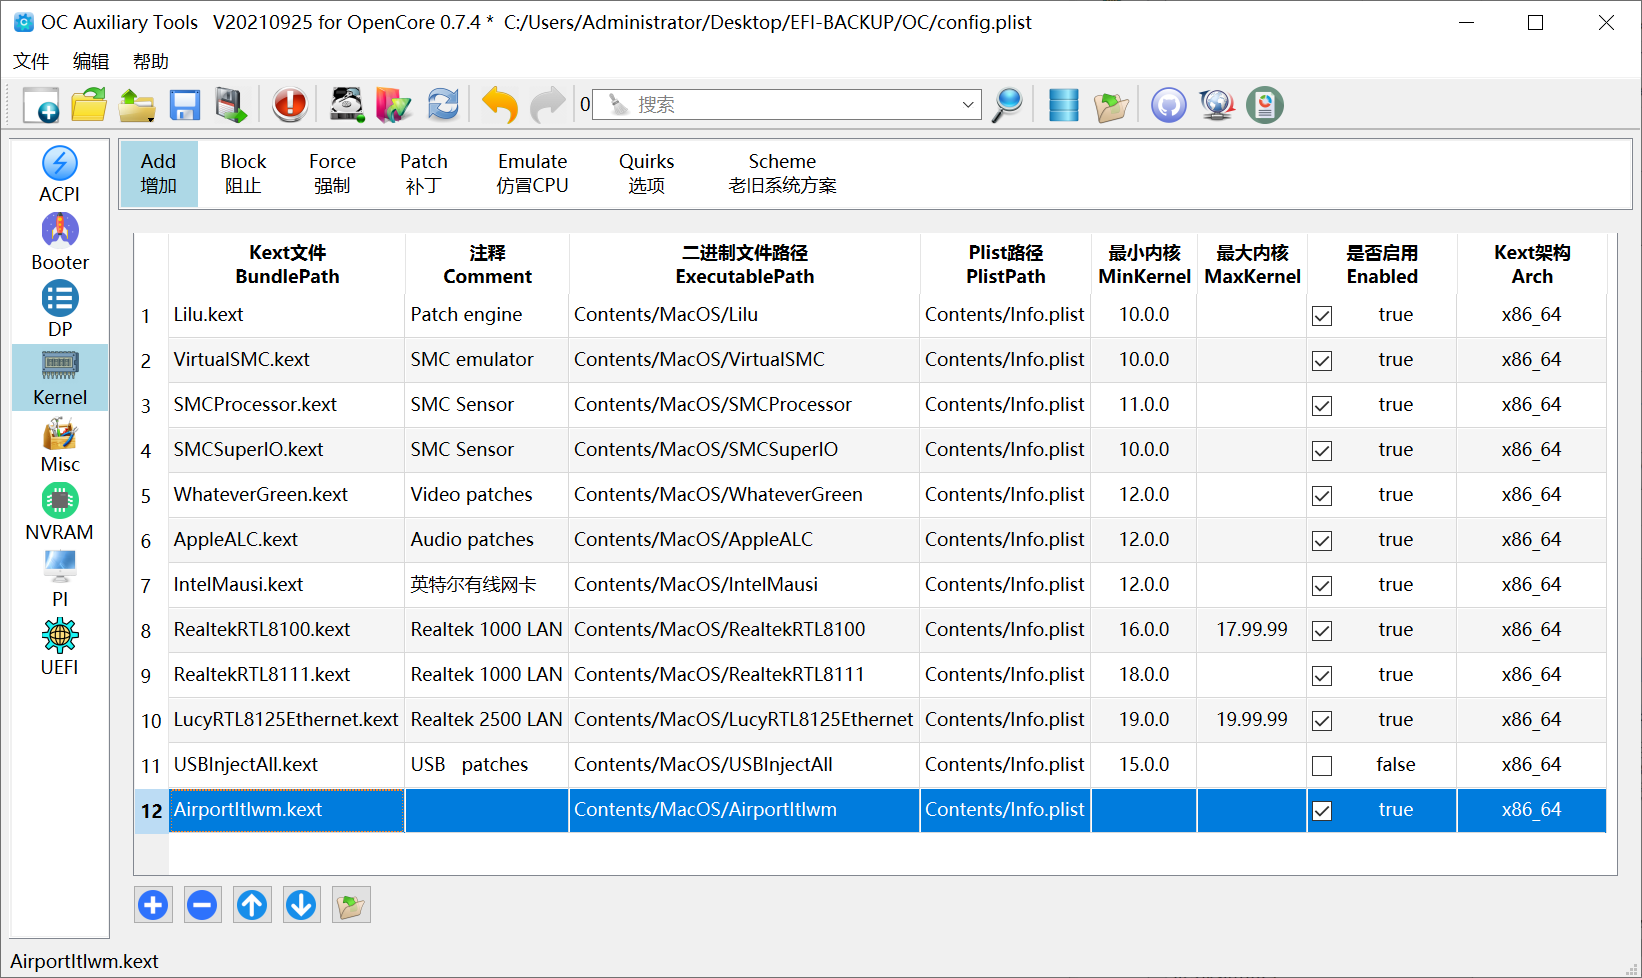 OC Auxiliary Tools   V20210925 for OpenCore 0.7.4 *  C:/Users/Administrator/Desktop/EFI-BACKUP/OC/config.plist
文件 编辑 帮助
0 搜索
ACPI
Booter
DP
Kernel
Misc
NVRAM
PI
UEFI
Add Block Force Patch Emulate Quirks Scheme
增加 阻止 强制 补丁 仿冒CPU 选项 老旧系统方案
Kext文件 注释 二进制文件路径 Plist路径 最小内核 最大内核 是否启用 Kext架构
BundlePath Comment ExecutablePath PlistPath MinKernel MaxKernel Enabled Arch
1 Lilu.kext Patch engine Contents/MacOS/Lilu Contents/Info.plist 10.0.0 true x86_64
2 VirtualSMC.kext SMC emulator Contents/MacOS/VirtualSMC Contents/Info.plist 10.0.0 true x86_64
3 SMCProcessor.kext SMC Sensor Contents/MacOS/SMCProcessor Contents/Info.plist 11.0.0 true x86_64
4 SMCSuperIO.kext SMC Sensor Contents/MacOS/SMCSuperIO Contents/Info.plist 10.0.0 true x86_64
5 WhateverGreen.kext Video patches Contents/MacOS/WhateverGreen Contents/Info.plist 12.0.0 true x86_64
6 AppleALC.kext Audio patches Contents/MacOS/AppleALC Contents/Info.plist 12.0.0 true x86_64
7 IntelMausi.kext 英特尔有线网卡 Contents/MacOS/IntelMausi Contents/Info.plist 12.0.0 true x86_64
8 RealtekRTL8100.kext Realtek 1000 LAN Contents/MacOS/RealtekRTL8100 Contents/Info.plist 16.0.0 17.99.99 true x86_64
9 RealtekRTL8111.kext Realtek 1000 LAN Contents/MacOS/RealtekRTL8111 Contents/Info.plist 18.0.0 true x86_64
10 LucyRTL8125Ethernet.kext Realtek 2500 LAN Contents/MacOS/LucyRTL8125Ethernet Contents/Info.plist 19.0.0 19.99.99 true x86_64
11 USBInjectAll.kext USB   patches Contents/MacOS/USBInjectAll Contents/Info.plist 15.0.0 false x86_64
12 AirportItlwm.kext Contents/MacOS/AirportItlwm Contents/Info.plist true x86_64
AirportItlwm.kext